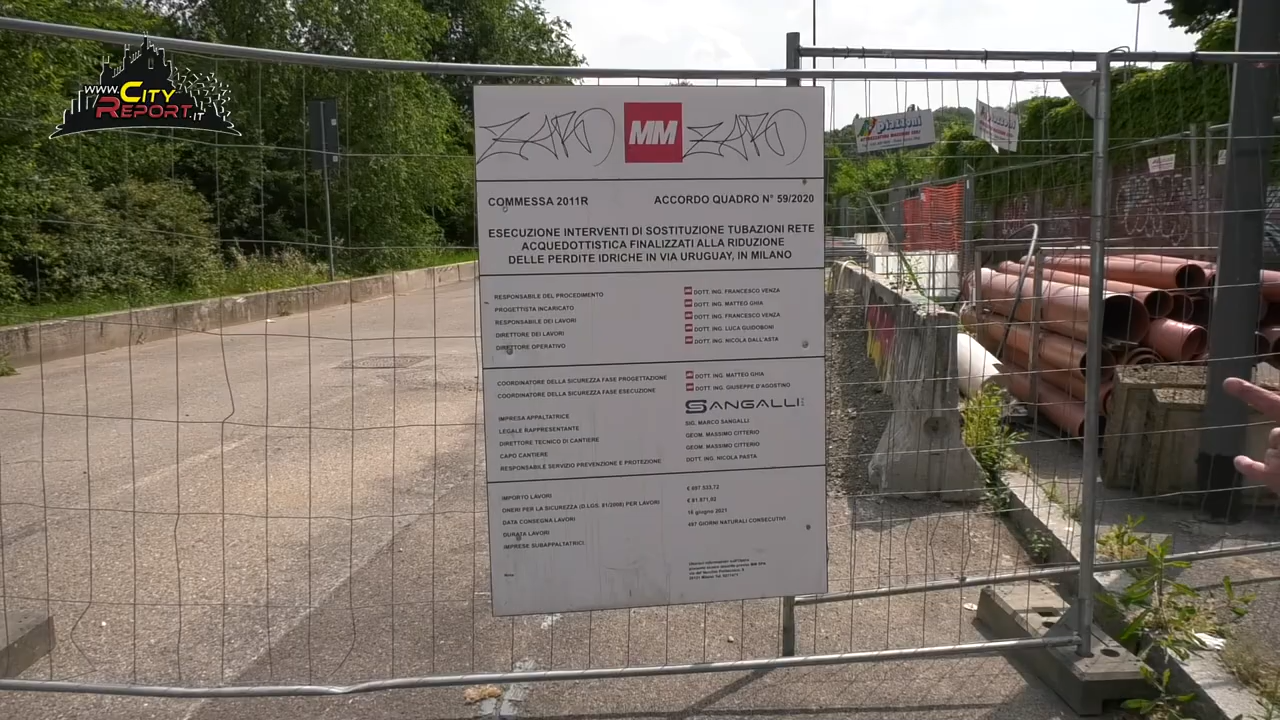 www.City
Report.it
MM
COMMESSA 2011R ACCORDO QUADRO N° 59/2020
ESECUZIONE INTERVENTI DI SOSTITUZIONE TUBAZIONI RETE
ACQUEDOTTISTICA FINALIZZATI ALLA RIDUZIONE
DELLE PERDITE IDRICHE IN VIA URUGUAY, IN MILANO
RESPONSABILE DEL PROCEDIMENTO DOTT. ING. FRANCESCO VENZA
PROGETTISTA INCARICATO DOTT. ING. MATTEO GHIA
RESPONSABILE DEI LAVORI DOTT. ING. FRANCESCO VENZA
DIRETTORE DEI LAVORI DOTT. ING. LUCA GUIDOBONI
DIRETTORE OPERATIVO DOTT. ING. NICOLA DALL'ASTA
COORDINATORE DELLA SICUREZZA FASE PROGETTAZIONE DOTT. ING. MATTEO GHIA
COORDINATORE DELLA SICUREZZA FASE ESECUZIONE DOTT. ING. GIUSEPPE D'AGOSTINO
IMPRESA APPALTATRICE SANGALLI
LEGALE RAPPRESENTANTE SIG. MARCO SANGALLI
DIRETTORE TECNICO DI CANTIERE GEOM. MASSIMO CITTERIO
CAPO CANTIERE GEOM. MASSIMO CITTERIO
RESPONSABILE SERVIZIO PREVENZIONE E PROTEZIONE DOTT. ING. NICOLA PASTA
IMPORTO LAVORI € 697.533,72
ONERI PER LA SICUREZZA (D.LGS. 81/2008) PER LAVORI € 91.871,92
DATA CONSEGNA LAVORI 16 giugno 2021
DURATA LAVORI 497 GIORNI NATURALI CONSECUTIVI
IMPRESE SUBAPPALTATRICI